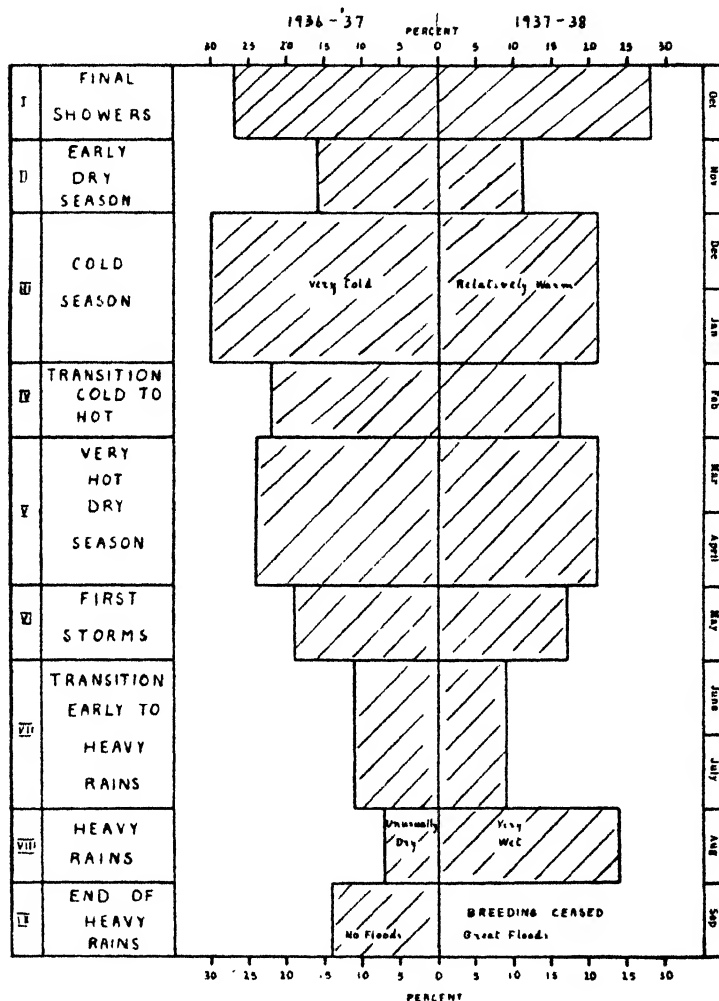 1936-'37 PERCENT 1937-38
30 25 20 15 10 5 0 5 10 15 20 25 30
I FINAL SHOWERS Oct
II EARLY DRY SEASON Nov
III COLD SEASON Very Cold Relatively Warm Dec Jan
IV TRANSITION COLD TO HOT Feb
V VERY HOT DRY SEASON Mar April
VI FIRST STORMS May
VII TRANSITION EARLY TO HEAVY RAINS June July
VIII HEAVY RAINS Unusually Dry Very Wet Aug
IX END OF HEAVY RAINS No Floods BREEDING CEASED Great Floods Sep
30 25 20 15 10 5 0 5 10 15 20 25 30
PERCENT